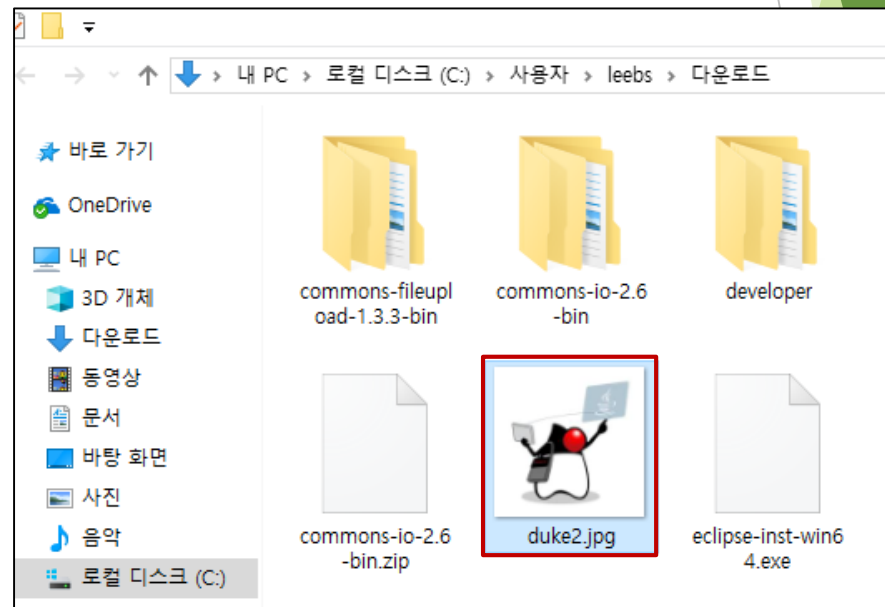 내 PC > 로컬 디스크 (C:) > 사용자 > leebs > 다운로드
바로 가기
OneDrive
내 PC
3D 개체
다운로드
동영상
문서
바탕 화면
사진
음악
로컬 디스크 (C:)
commons-fileupl
oad-1.3.3-bin
commons-io-2.6
-bin
developer
commons-io-2.6
-bin.zip
duke2.jpg
eclipse-inst-win6
4.exe